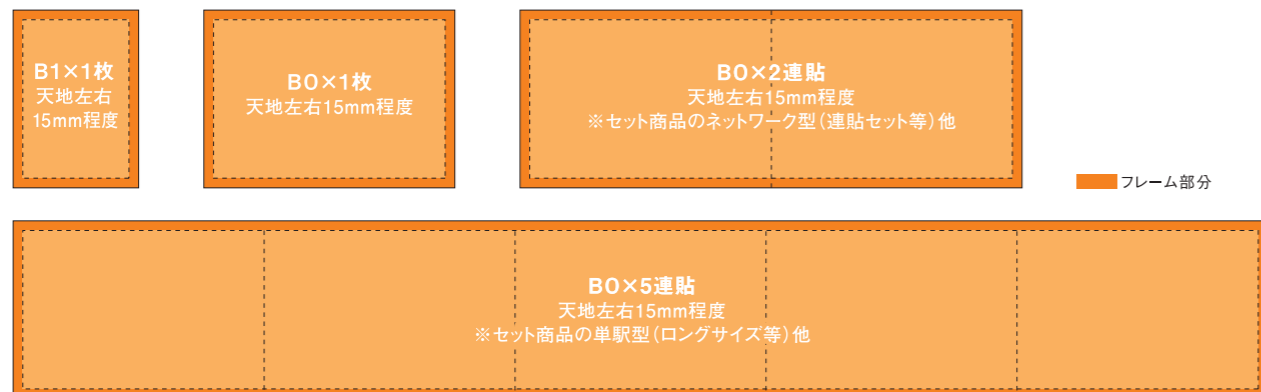 B1×1枚
天地左右
15mm程度
B0×1枚
天地左右15mm程度
B0×2連貼
天地左右15mm程度
※セット商品のネットワーク型（連貼セット等）他
フレーム部分
B0×5連貼
天地左右15mm程度
※セット商品の単駅型（ロングサイズ等）他